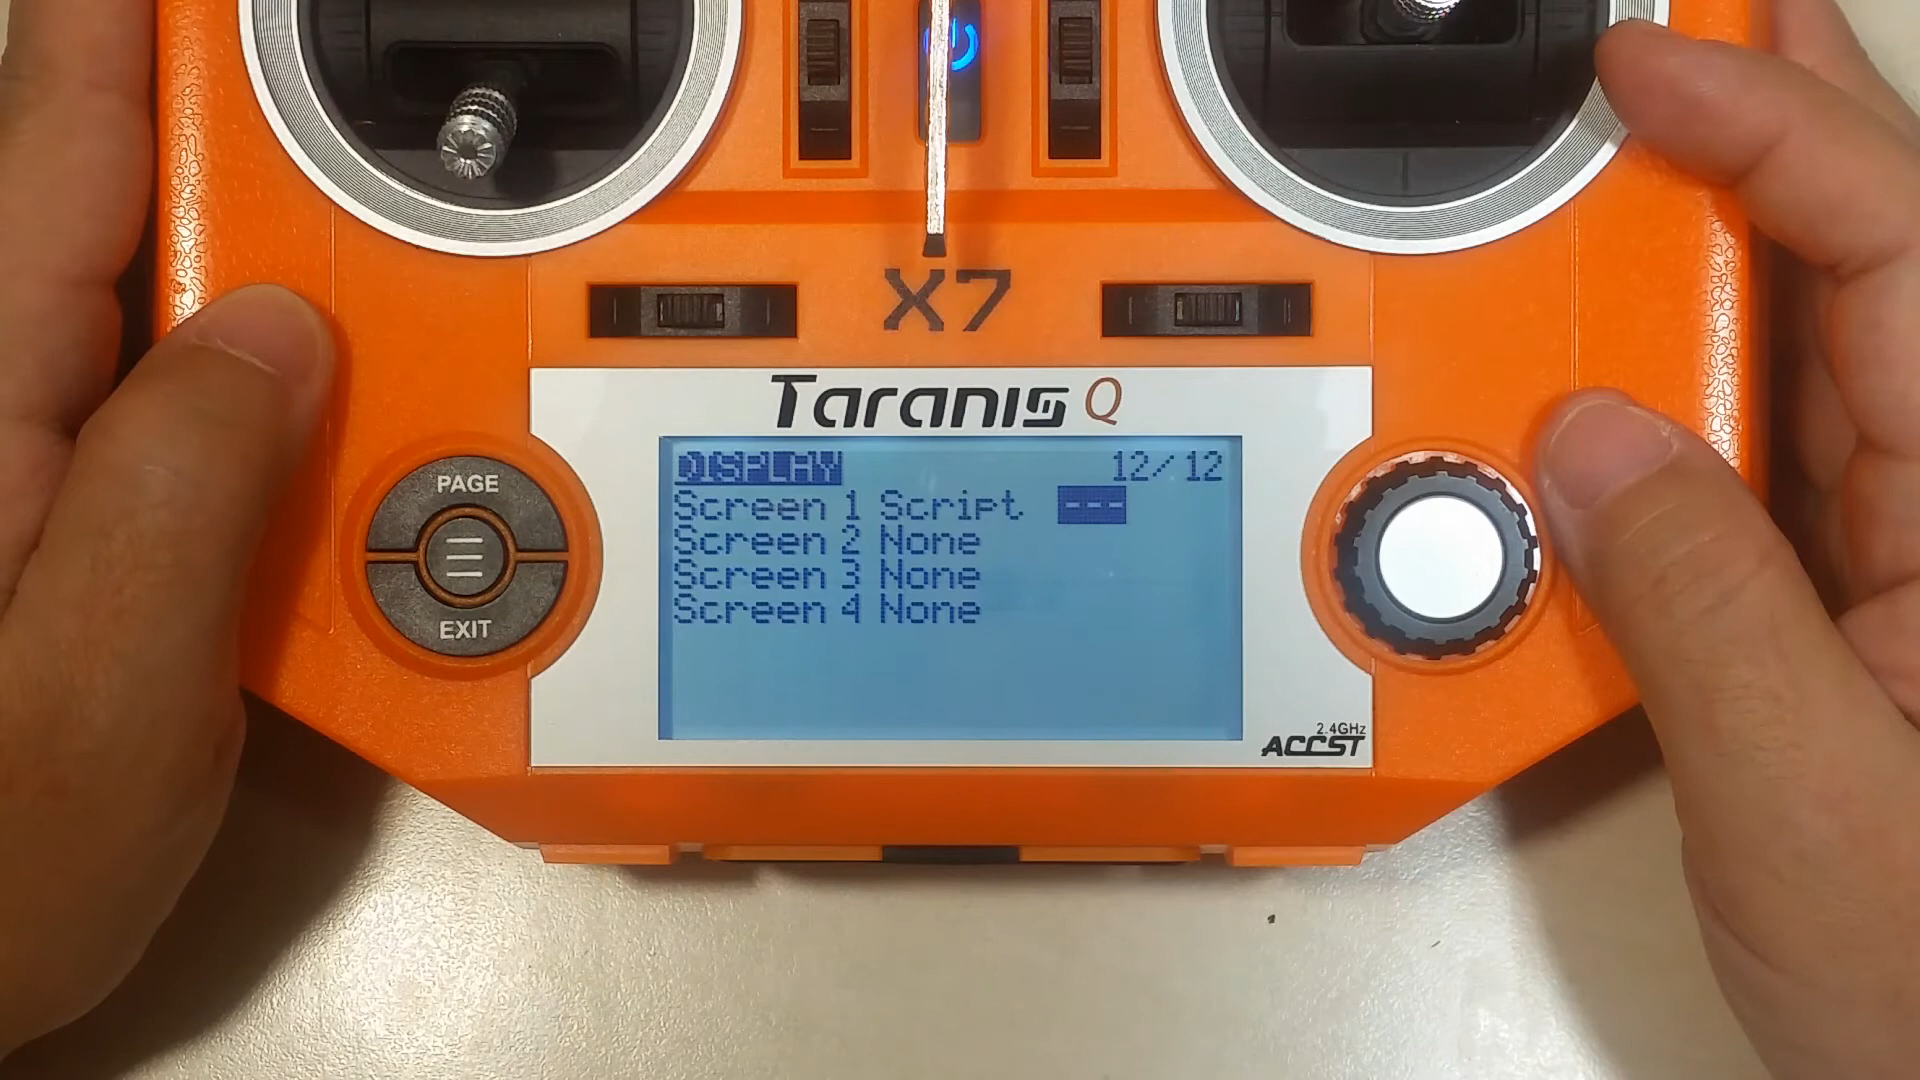 X7
Taranis Q
DISPLAY 12/12
Screen 1 Script ---
Screen 2 None
Screen 3 None
Screen 4 None
PAGE
EXIT
2.4GHz
ACCST